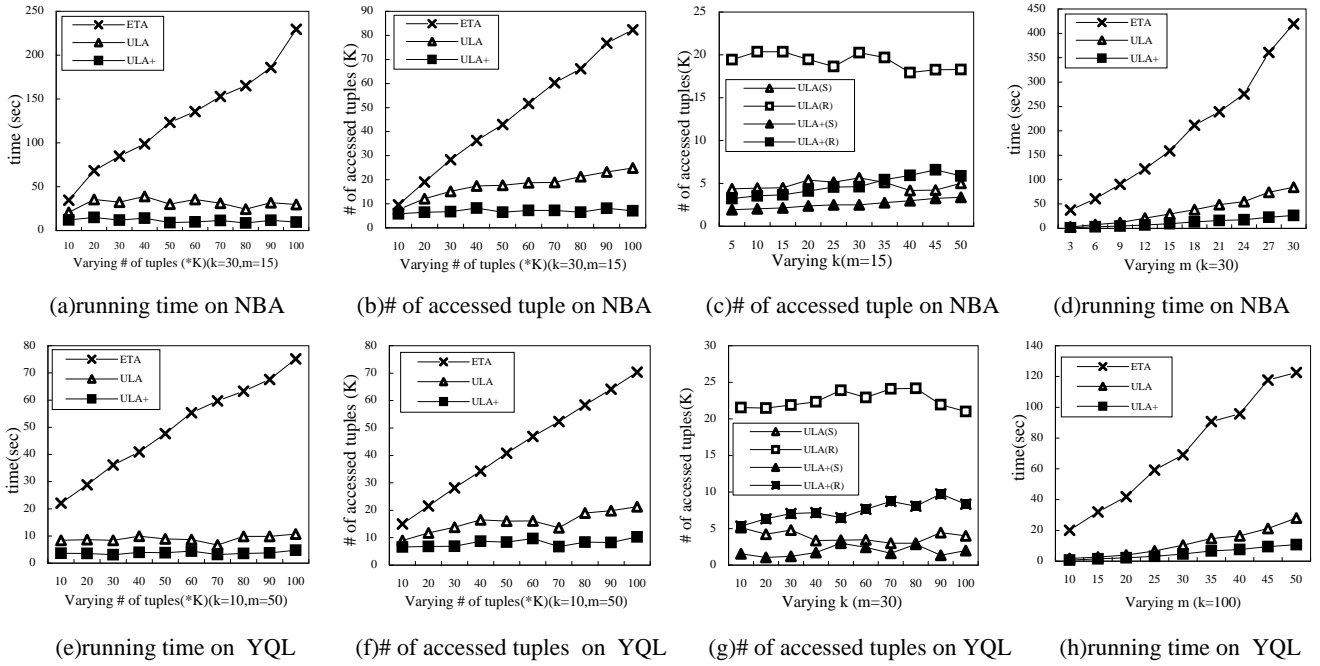 250
200
150
100
50
0
time (sec)
ETA
ULA
ULA+
10 20 30 40 50 60 70 80 90 100
Varying # of tuples (*K)(k=30,m=15)
(a)running time on NBA
90
80
70
60
50
40
30
20
10
0
# of accessed tuples (K)
ETA
ULA
ULA+
10 20 30 40 50 60 70 80 90 100
Varying # of tuples (*K)(k=30,m=15)
(b)# of accessed tuple on NBA
25
20
15
10
5
0
# of accessed tuples(K)
ULA(S)
ULA(R)
ULA+(S)
ULA+(R)
5 10 15 20 25 30 35 40 45 50
Varying k(m=15)
(c)# of accessed tuple on NBA
450
400
350
300
250
200
150
100
50
0
time (sec)
ETA
ULA
ULA+
3 6 9 12 15 18 21 24 27 30
Varying m (k=30)
(d)running time on NBA
80
70
60
50
40
30
20
10
0
time(sec)
ETA
ULA
ULA+
10 20 30 40 50 60 70 80 90 100
Varying # of tuples(*K)(k=10,m=50)
(e)running time on YQL
80
70
60
50
40
30
20
10
0
# of accessed tuples (K)
ETA
ULA
ULA+
10 20 30 40 50 60 70 80 90 100
Varying # of tuples(*K)(k=10,m=50)
(f)# of accessed tuples on YQL
30
25
20
15
10
5
0
# of accessed tuples(K)
ULA(S)
ULA(R)
ULA+(S)
ULA+(R)
10 20 30 40 50 60 70 80 90 100
Varying k (m=30)
(g)# of accessed tuples on YQL
140
120
100
80
60
40
20
0
time(sec)
ETA
ULA
ULA+
10 15 20 25 30 35 40 45 50
Varying m (k=100)
(h)running time on YQL